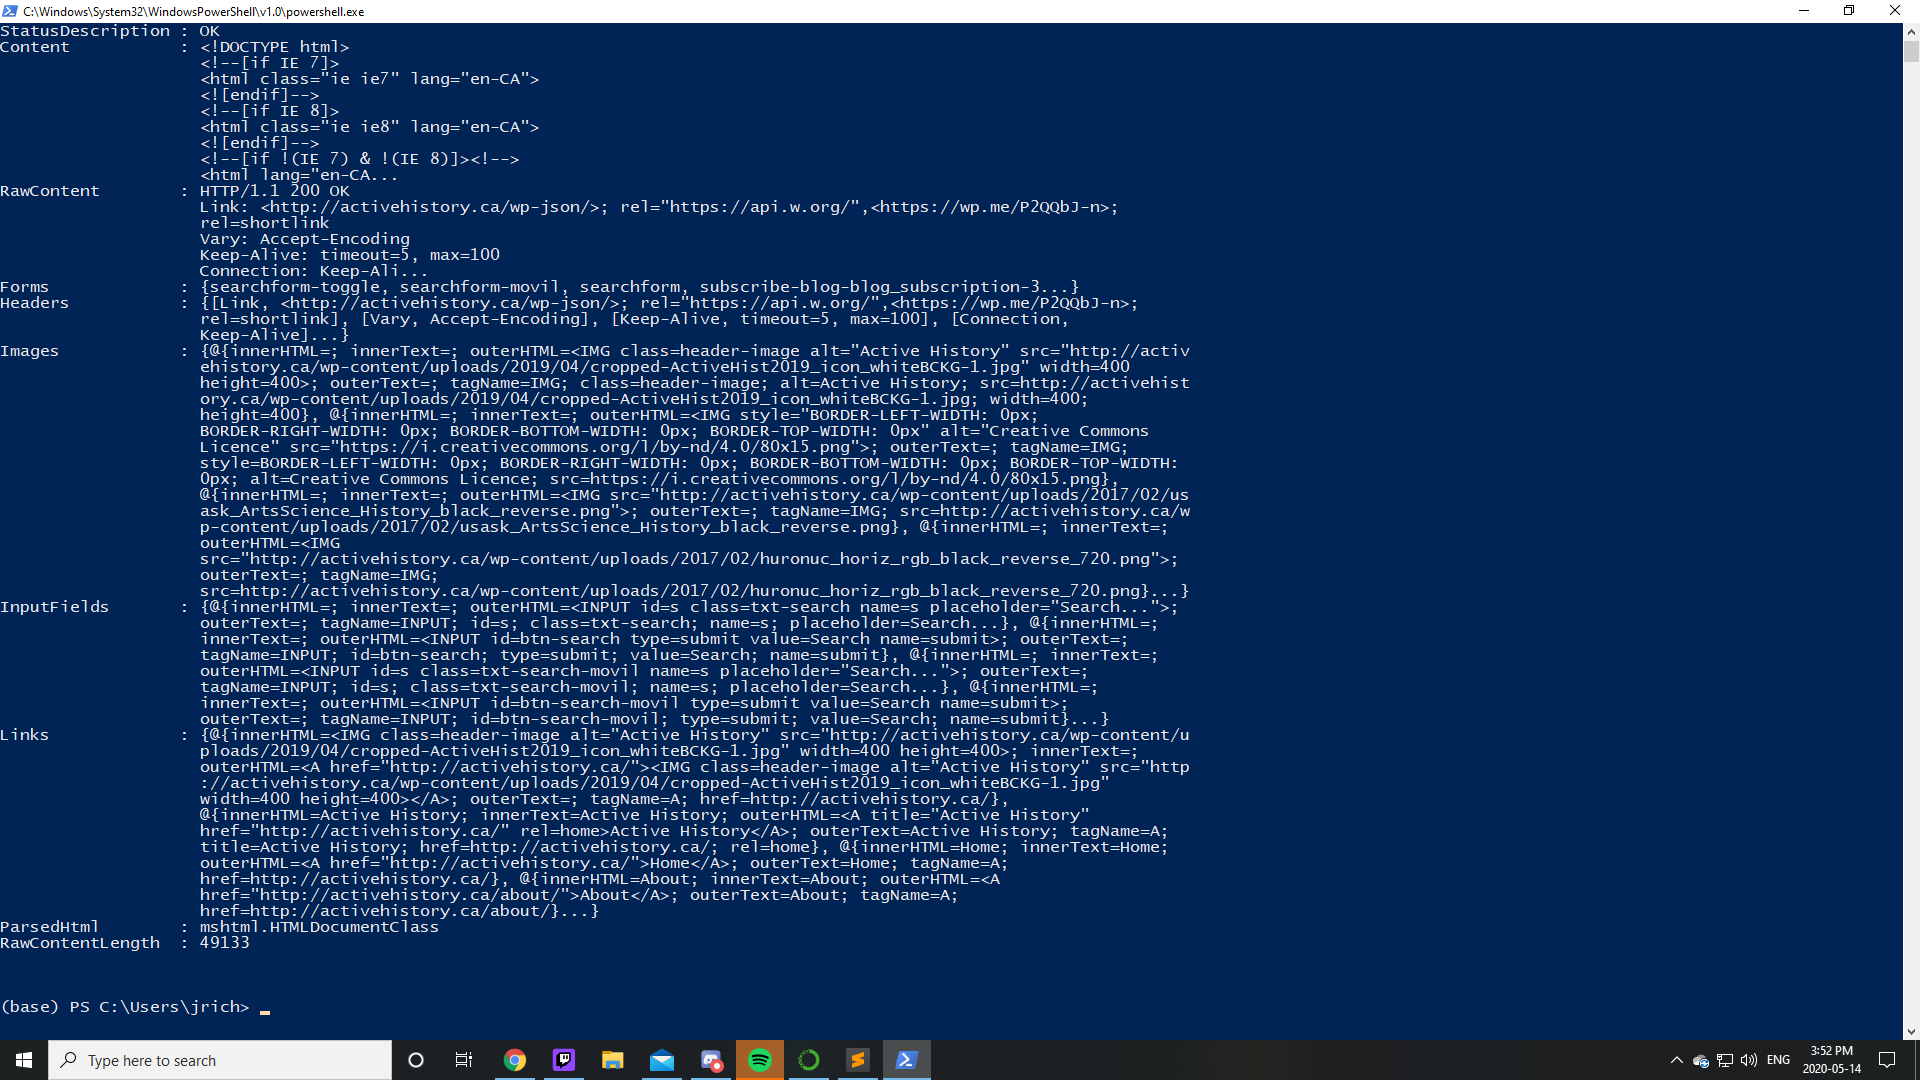 C:\Windows\System32\WindowsPowerShell\v1.0\powershell.exe
StatusDescription : OK
Content           : <!DOCTYPE html>
                    <!--[if IE 7]>
                    <html class="ie ie7" lang="en-CA">
                    <![endif]-->
                    <!--[if IE 8]>
                    <html class="ie ie8" lang="en-CA">
                    <![endif]-->
                    <!--[if !(IE 7) & !(IE 8)]><!-->
                    <html lang="en-CA...
RawContent        : HTTP/1.1 200 OK
                    Link: <http://activehistory.ca/wp-json/>; rel="https://api.w.org/",<https://wp.me/P2QQbJ-n>;
                    rel=shortlink
                    Vary: Accept-Encoding
                    Keep-Alive: timeout=5, max=100
                    Connection: Keep-Ali...
Forms             : {searchform-toggle, searchform-movil, searchform, subscribe-blog-blog_subscription-3...}
Headers           : {[Link, <http://activehistory.ca/wp-json/>; rel="https://api.w.org/",<https://wp.me/P2QQbJ-n>;
                    rel=shortlink], [Vary, Accept-Encoding], [Keep-Alive, timeout=5, max=100], [Connection,
                    Keep-Alive]...}
Images            : {@{innerHTML=; innerText=; outerHTML=<IMG class=header-image alt="Active History" src="http://activ
                    ehistory.ca/wp-content/uploads/2019/04/cropped-ActiveHist2019_icon_whiteBCKG-1.jpg" width=400
                    height=400>; outerText=; tagName=IMG; class=header-image; alt=Active History; src=http://activehist
                    ory.ca/wp-content/uploads/2019/04/cropped-ActiveHist2019_icon_whiteBCKG-1.jpg; width=400;
                    height=400}, @{innerHTML=; innerText=; outerHTML=<IMG style="BORDER-LEFT-WIDTH: 0px;
                    BORDER-RIGHT-WIDTH: 0px; BORDER-BOTTOM-WIDTH: 0px; BORDER-TOP-WIDTH: 0px" alt="Creative Commons
                    Licence" src="https://i.creativecommons.org/l/by-nd/4.0/80x15.png">; outerText=; tagName=IMG;
                    style=BORDER-LEFT-WIDTH: 0px; BORDER-RIGHT-WIDTH: 0px; BORDER-BOTTOM-WIDTH: 0px; BORDER-TOP-WIDTH:
                    0px; alt=Creative Commons Licence; src=https://i.creativecommons.org/l/by-nd/4.0/80x15.png},
                    @{innerHTML=; innerText=; outerHTML=<IMG src="http://activehistory.ca/wp-content/uploads/2017/02/us
                    ask_ArtsScience_History_black_reverse.png">; outerText=; tagName=IMG; src=http://activehistory.ca/w
                    p-content/uploads/2017/02/usask_ArtsScience_History_black_reverse.png}, @{innerHTML=; innerText=;
                    outerHTML=<IMG
                    src="http://activehistory.ca/wp-content/uploads/2017/02/huronuc_horiz_rgb_black_reverse_720.png">;
                    outerText=; tagName=IMG;
                    src=http://activehistory.ca/wp-content/uploads/2017/02/huronuc_horiz_rgb_black_reverse_720.png}...}
InputFields       : {@{innerHTML=; innerText=; outerHTML=<INPUT id=s class=txt-search name=s placeholder="Search...">;
                    outerText=; tagName=INPUT; id=s; class=txt-search; name=s; placeholder=Search...}, @{innerHTML=;
                    innerText=; outerHTML=<INPUT id=btn-search type=submit value=Search name=submit>; outerText=;
                    tagName=INPUT; id=btn-search; type=submit; value=Search; name=submit}, @{innerHTML=; innerText=;
                    outerHTML=<INPUT id=s class=txt-search-movil name=s placeholder="Search...">; outerText=;
                    tagName=INPUT; id=s; class=txt-search-movil; name=s; placeholder=Search...}, @{innerHTML=;
                    innerText=; outerHTML=<INPUT id=btn-search-movil type=submit value=Search name=submit>;
                    outerText=; tagName=INPUT; id=btn-search-movil; type=submit; value=Search; name=submit}...}
Links             : {@{innerHTML=<IMG class=header-image alt="Active History" src="http://activehistory.ca/wp-content/u
                    ploads/2019/04/cropped-ActiveHist2019_icon_whiteBCKG-1.jpg" width=400 height=400>; innerText=;
                    outerHTML=<A href="http://activehistory.ca/"><IMG class=header-image alt="Active History" src="http
                    ://activehistory.ca/wp-content/uploads/2019/04/cropped-ActiveHist2019_icon_whiteBCKG-1.jpg"
                    width=400 height=400></A>; outerText=; tagName=A; href=http://activehistory.ca/},
                    @{innerHTML=Active History; innerText=Active History; outerHTML=<A title="Active History"
                    href="http://activehistory.ca/" rel=home>Active History</A>; outerText=Active History; tagName=A;
                    title=Active History; href=http://activehistory.ca/; rel=home}, @{innerHTML=Home; innerText=Home;
                    outerHTML=<A href="http://activehistory.ca/">Home</A>; outerText=Home; tagName=A;
                    href=http://activehistory.ca/}, @{innerHTML=About; innerText=About; outerHTML=<A
                    href="http://activehistory.ca/about/">About</A>; outerText=About; tagName=A;
                    href=http://activehistory.ca/about/}...}
ParsedHtml        : mshtml.HTMLDocumentClass
RawContentLength  : 49133
(base) PS C:\Users\jrich>
Type here to search
ENG
3:52 PM
2020-05-14